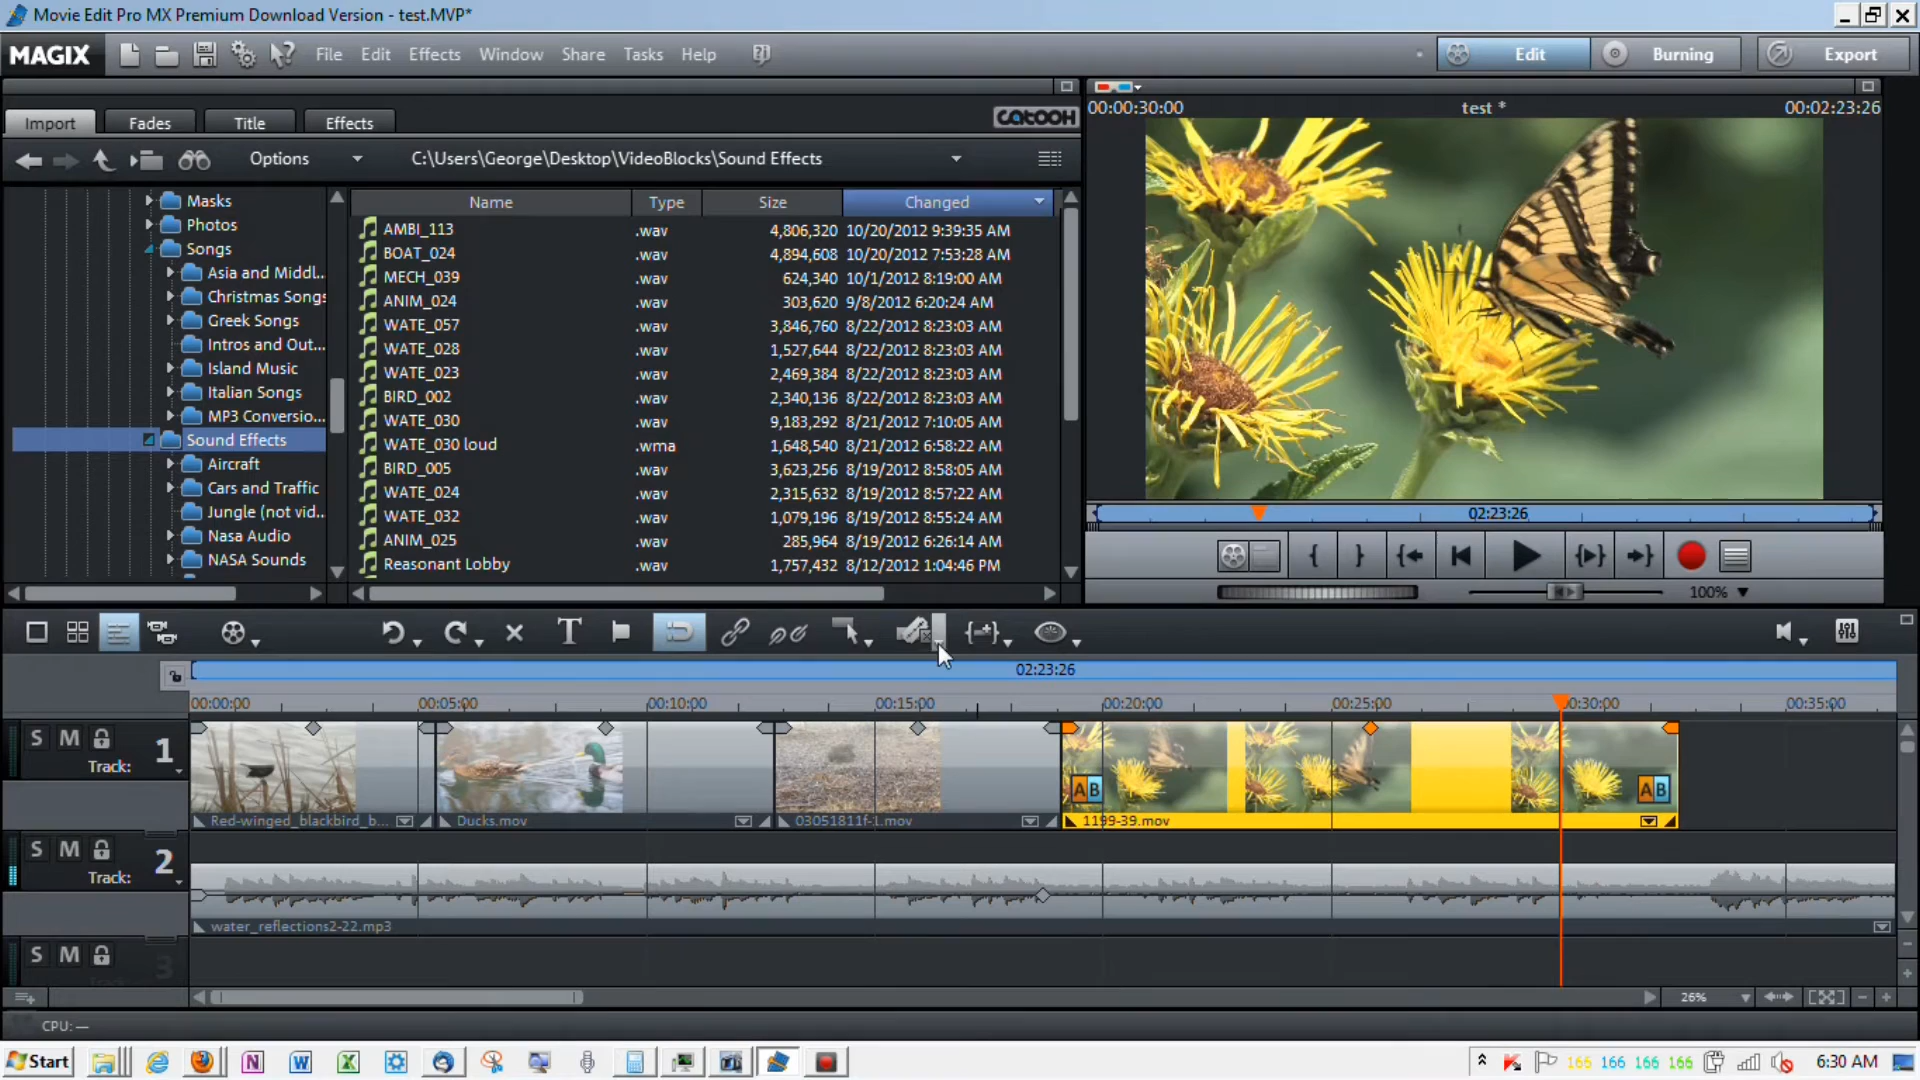 Movie Edit Pro MX Premium Download Version - test.MVP*
MAGIX File Edit Effects Window Share Tasks Help Edit Burning Export
Import Fades Title Effects catooh
00:00:30:00 test * 00:02:23:26
Options C:\Users\George\Desktop\VideoBlocks\Sound Effects
Masks
Photos
Songs
Asia and Middl...
Christmas Songs
Greek Songs
Intros and Out...
Island Music
Italian Songs
MP3 Conversio...
Sound Effects
Aircraft
Cars and Traffic
Jungle (not vid...
Nasa Audio
NASA Sounds
Name Type Size Changed
AMBI_113 .wav 4,806,320 10/20/2012 9:39:35 AM
BOAT_024 .wav 4,894,608 10/20/2012 7:53:28 AM
MECH_039 .wav 624,340 10/1/2012 8:19:00 AM
ANIM_024 .wav 303,620 9/8/2012 6:20:24 AM
WATE_057 .wav 3,846,760 8/22/2012 8:23:03 AM
WATE_028 .wav 1,527,644 8/22/2012 8:23:03 AM
WATE_023 .wav 2,469,384 8/22/2012 8:23:03 AM
BIRD_002 .wav 2,340,136 8/22/2012 8:23:03 AM
WATE_030 .wav 9,183,292 8/21/2012 7:10:05 AM
WATE_030 loud .wma 1,648,540 8/21/2012 6:58:22 AM
BIRD_005 .wav 3,623,256 8/19/2012 8:58:05 AM
WATE_024 .wav 2,315,632 8/19/2012 8:57:22 AM
WATE_032 .wav 1,079,196 8/19/2012 8:55:24 AM
ANIM_025 .wav 285,964 8/19/2012 6:26:14 AM
Reasonant Lobby .wav 1,757,432 8/12/2012 1:04:46 PM
02:23:26
100%
02:23:26
00:00:00 00:05:00 00:10:00 00:15:00 00:20:00 00:25:00 00:30:00 00:35:00
S M 1
Track:
AB AB
Red-winged_blackbird_b... Ducks.mov 03051811f-1.mov 1199-39.mov
S M 2
Track:
water_reflections2-22.mp3
S M 3
26%
CPU: —
Start 165 166 166 166 6:30 AM